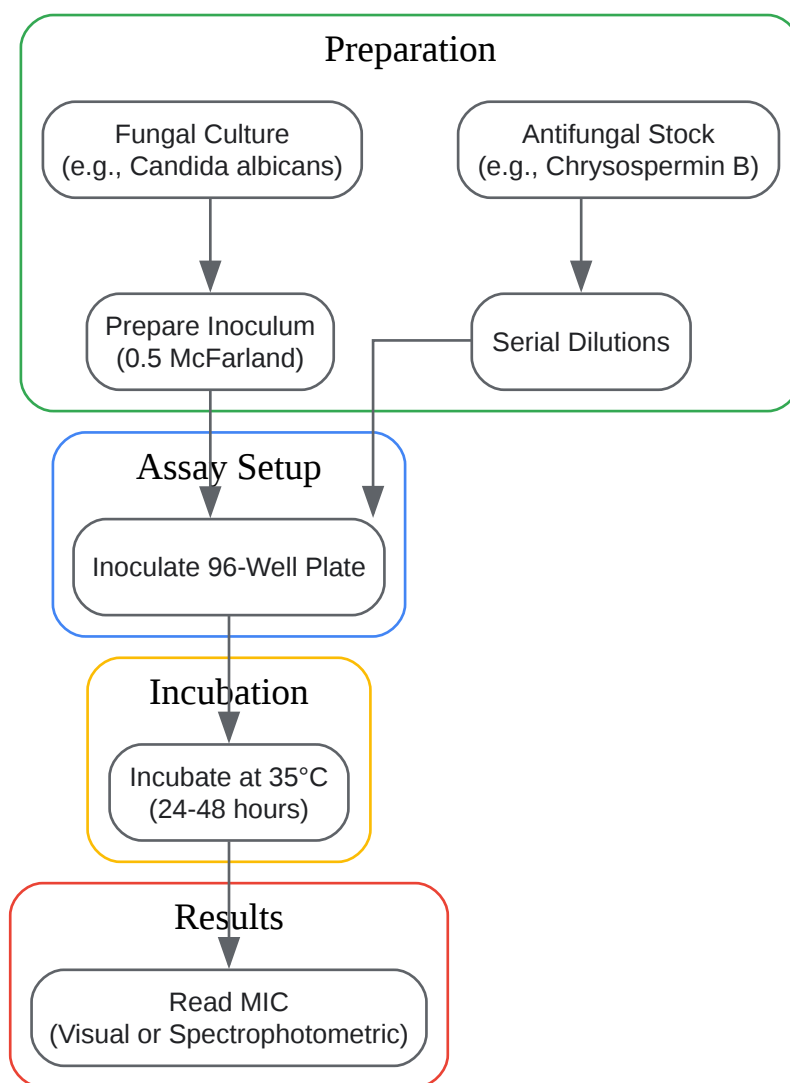 Preparation
Fungal Culture
(e.g., Candida albicans)
Antifungal Stock
(e.g., Chrysospermin B)
Prepare Inoculum
(0.5 McFarland)
Serial Dilutions
Assay Setup
Inoculate 96-Well Plate
Incubation
Incubate at 35°C
(24-48 hours)
Results
Read MIC
(Visual or Spectrophotometric)